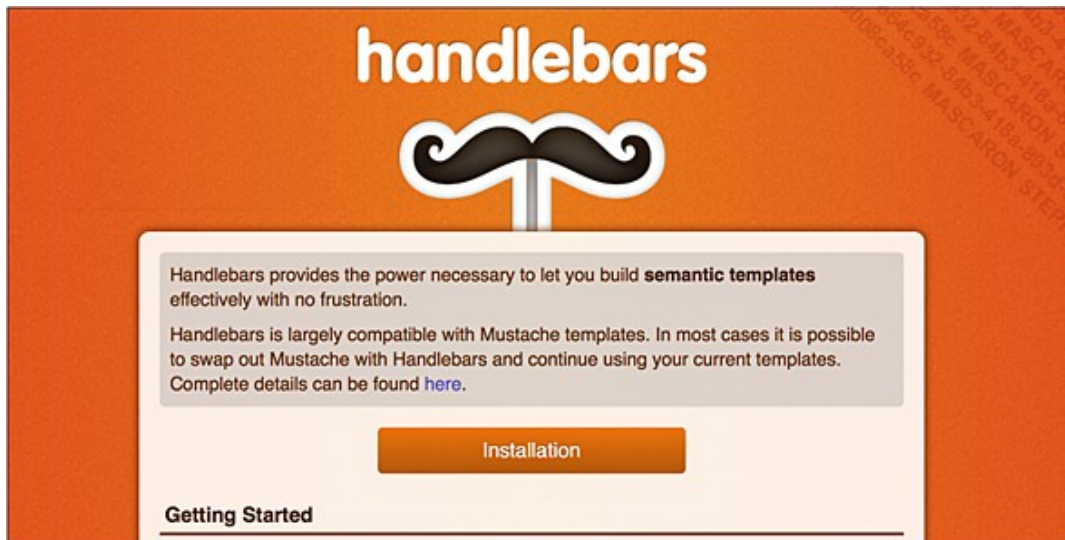 handlebars
Handlebars provides the power necessary to let you build semantic templates
effectively with no frustration.
Handlebars is largely compatible with Mustache templates. In most cases it is possible
to swap out Mustache with Handlebars and continue using your current templates.
Complete details can be found here.
Installation
Getting Started